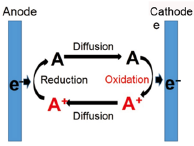 Anode
Cathode
e
Diffusion
A
A
e-
Reduction
Oxidation
e-
A+
A+
Diffusion